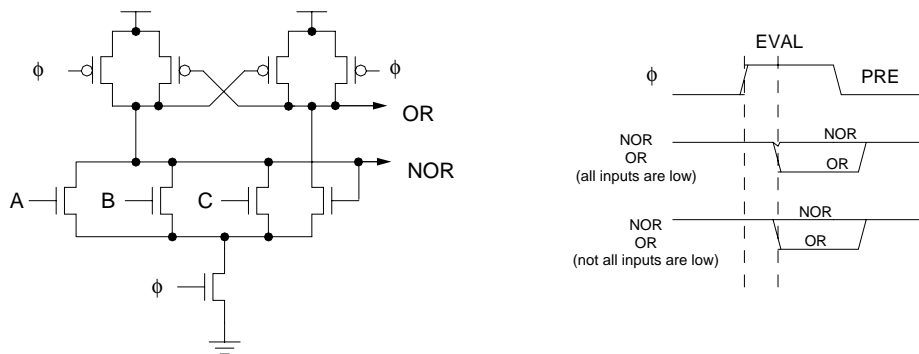 ϕ
ϕ
OR
NOR
A
B
C
ϕ
EVAL
ϕ
PRE
NOR
OR
(all inputs are low)
NOR
OR
NOR
OR
(not all inputs are low)
NOR
OR